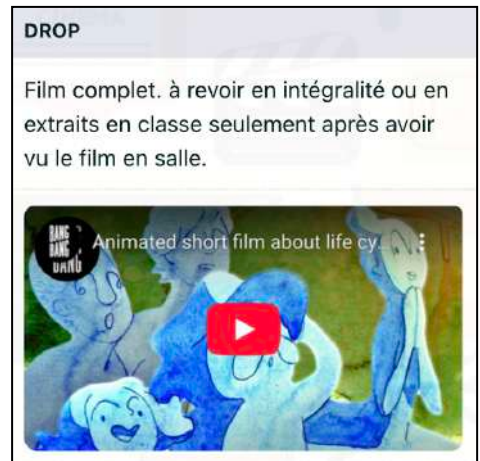 DROP
Film complet. à revoir en intégralité ou en
extraits en classe seulement après avoir
vu le film en salle.
BANG
BANG
BANG
Animated short film about life cy...